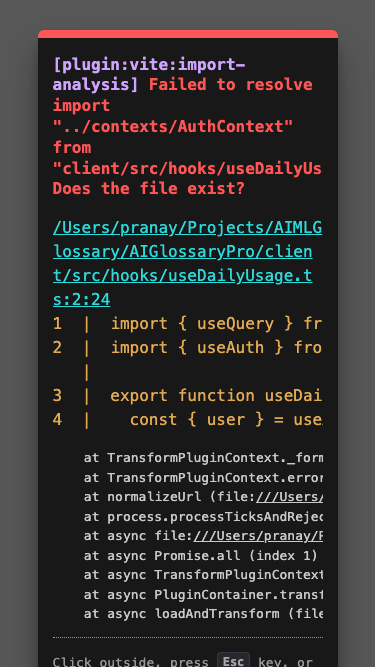 [plugin:vite:import-
analysis] Failed to resolve
import
"../contexts/AuthContext"
from
"client/src/hooks/useDailyUs
Does the file exist?
/Users/pranay/Projects/AIMLG
lossary/AIGlossaryPro/clien
t/src/hooks/useDailyUsage.t
s:2:24
1 | import { useQuery } fr
2 | import { useAuth } fro
|
3 | export function useDai
4 | const { user } = use
at TransformPluginContext._form
at TransformPluginContext.error
at normalizeUrl (file:///Users/
at process.processTicksAndRejec
at async file:///Users/pranay/P
at async Promise.all (index 1)
at async TransformPluginContext
at async PluginContainer.transf
at async loadAndTransform (file
Click outside, press Esc key, or